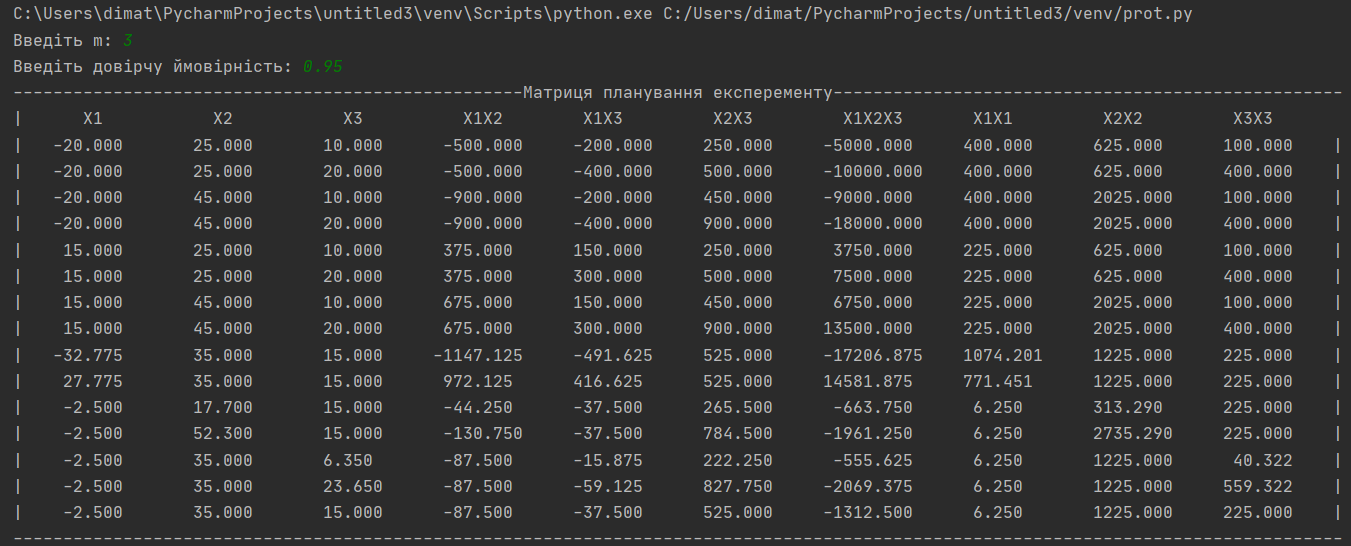 C:\Users\dimat\PycharmProjects\untitled3\venv\Scripts\python.exe C:/Users/dimat/PycharmProjects/untitled3/venv/prot.py
Введіть m: 3
Введіть довірчу ймовірність: 0.95
---------------------------------------------------Матриця планування експеременту---------------------------------------------------
| X1 X2 X3 X1X2 X1X3 X2X3 X1X2X3 X1X1 X2X2 X3X3
| -20.000 25.000 10.000 -500.000 -200.000 250.000 -5000.000 400.000 625.000 100.000 |
| -20.000 25.000 20.000 -500.000 -400.000 500.000 -10000.000 400.000 625.000 400.000 |
| -20.000 45.000 10.000 -900.000 -200.000 450.000 -9000.000 400.000 2025.000 100.000 |
| -20.000 45.000 20.000 -900.000 -400.000 900.000 -18000.000 400.000 2025.000 400.000 |
| 15.000 25.000 10.000 375.000 150.000 250.000 3750.000 225.000 625.000 100.000 |
| 15.000 25.000 20.000 375.000 300.000 500.000 7500.000 225.000 625.000 400.000 |
| 15.000 45.000 10.000 675.000 150.000 450.000 6750.000 225.000 2025.000 100.000 |
| 15.000 45.000 20.000 675.000 300.000 900.000 13500.000 225.000 2025.000 400.000 |
| -32.775 35.000 15.000 -1147.125 -491.625 525.000 -17206.875 1074.201 1225.000 225.000 |
| 27.775 35.000 15.000 972.125 416.625 525.000 14581.875 771.451 1225.000 225.000 |
| -2.500 17.700 15.000 -44.250 -37.500 265.500 -663.750 6.250 313.290 225.000 |
| -2.500 52.300 15.000 -130.750 -37.500 784.500 -1961.250 6.250 2735.290 225.000 |
| -2.500 35.000 6.350 -87.500 -15.875 222.250 -555.625 6.250 1225.000 40.322 |
| -2.500 35.000 23.650 -87.500 -59.125 827.750 -2069.375 6.250 1225.000 559.322 |
| -2.500 35.000 15.000 -87.500 -37.500 525.000 -1312.500 6.250 1225.000 225.000 |
-------------------------------------------------------------------------------------------------------------------------------------